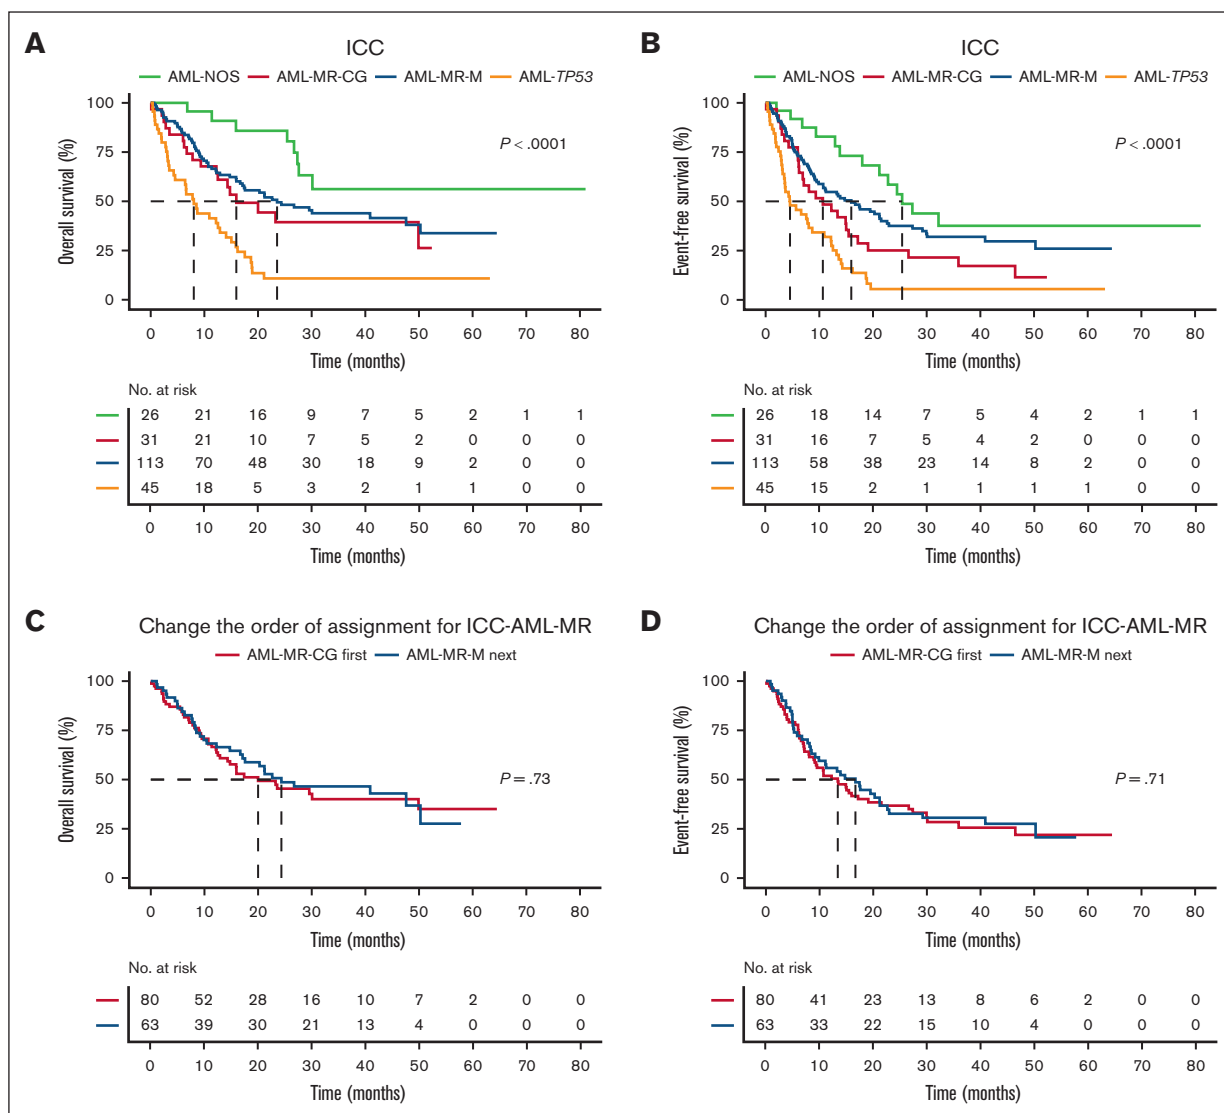 A
ICC
AML-NOS AML-MR-CG AML-MR-M AML-TP53
Overall survival (%)
100
75
50
25
0
P < .0001
0 10 20 30 40 50 60 70 80
Time (months)
No. at risk
26 21 16 9 7 5 2 1 1
31 21 10 7 5 2 0 0 0
113 70 48 30 18 9 2 0 0
45 18 5 3 2 1 1 0 0
0 10 20 30 40 50 60 70 80
Time (months)
B
ICC
AML-NOS AML-MR-CG AML-MR-M AML-TP53
Event-free survival (%)
100
75
50
25
0
P < .0001
0 10 20 30 40 50 60 70 80
Time (months)
No. at risk
26 18 14 7 5 4 2 1 1
31 16 7 5 4 2 0 0 0
113 58 38 23 14 8 2 0 0
45 15 2 1 1 1 1 0 0
0 10 20 30 40 50 60 70 80
Time (months)
C
Change the order of assignment for ICC-AML-MR
AML-MR-CG first AML-MR-M next
Overall survival (%)
100
75
50
25
0
P = .73
0 10 20 30 40 50 60 70 80
Time (months)
No. at risk
80 52 28 16 10 7 2 0 0
63 39 30 21 13 4 0 0 0
0 10 20 30 40 50 60 70 80
Time (months)
D
Change the order of assignment for ICC-AML-MR
AML-MR-CG first AML-MR-M next
Event-free survival (%)
100
75
50
25
0
P = .71
0 10 20 30 40 50 60 70 80
Time (months)
No. at risk
80 41 23 13 8 6 2 0 0
63 33 22 15 10 4 0 0 0
0 10 20 30 40 50 60 70 80
Time (months)